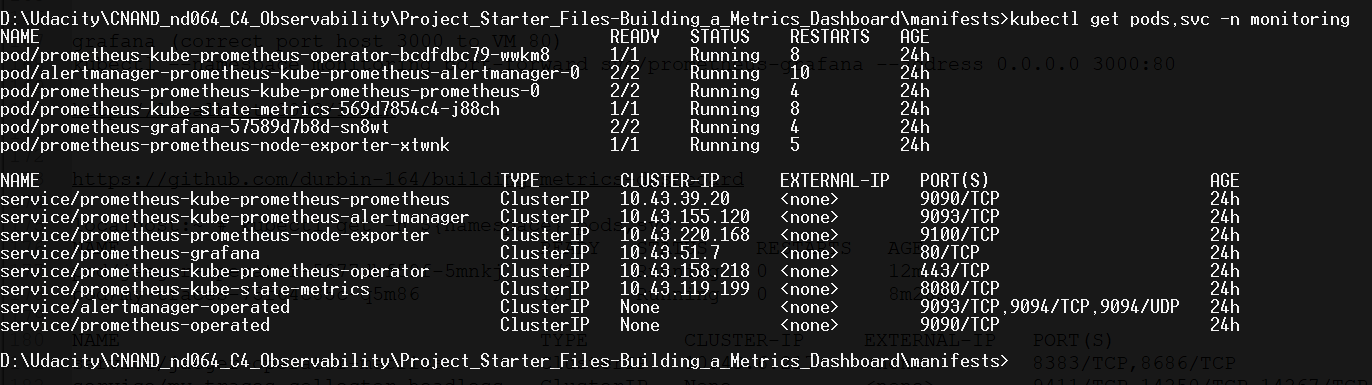 D:\Udacity\CNAND_nd064_C4_Observability\Project_Starter_Files-Building_a_Metrics_Dashboard\manifests>kubectl get pods,svc -n monitoring
NAME READY STATUS RESTARTS AGE
pod/prometheus-kube-prometheus-operator-bcdfdbc79-wwkm8 1/1 Running 8 24h
pod/alertmanager-prometheus-kube-prometheus-alertmanager-0 2/2 Running 10 24h
pod/prometheus-prometheus-kube-prometheus-prometheus-0 2/2 Running 4 24h
pod/prometheus-kube-state-metrics-569d7854c4-j88ch 1/1 Running 8 24h
pod/prometheus-grafana-57589d7b8d-sn8wt 2/2 Running 4 24h
pod/prometheus-prometheus-node-exporter-xtwnk 1/1 Running 5 24h
NAME TYPE CLUSTER-IP EXTERNAL-IP PORT(S) AGE
service/prometheus-kube-prometheus-prometheus ClusterIP 10.43.39.20 <none> 9090/TCP 24h
service/prometheus-kube-prometheus-alertmanager ClusterIP 10.43.155.120 <none> 9093/TCP 24h
service/prometheus-prometheus-node-exporter ClusterIP 10.43.220.168 <none> 9100/TCP 24h
service/prometheus-grafana ClusterIP 10.43.51.7 <none> 80/TCP 24h
service/prometheus-kube-prometheus-operator ClusterIP 10.43.158.218 <none> 443/TCP 24h
service/prometheus-kube-state-metrics ClusterIP 10.43.119.199 <none> 8080/TCP 24h
service/alertmanager-operated ClusterIP None <none> 9093/TCP,9094/TCP,9094/UDP 24h
service/prometheus-operated ClusterIP None <none> 9090/TCP 24h
D:\Udacity\CNAND_nd064_C4_Observability\Project_Starter_Files-Building_a_Metrics_Dashboard\manifests>